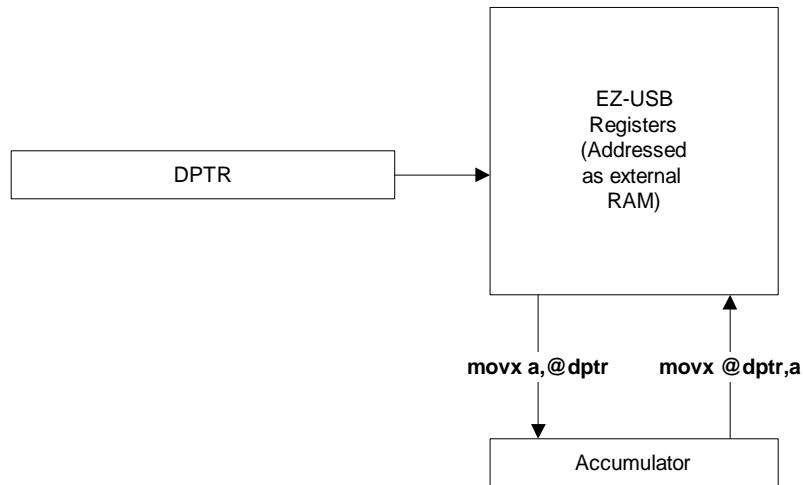 EZ-USB
Registers
(Addressed
as external
RAM)
DPTR
movx a,@dptr
movx @dptr,a
Accumulator